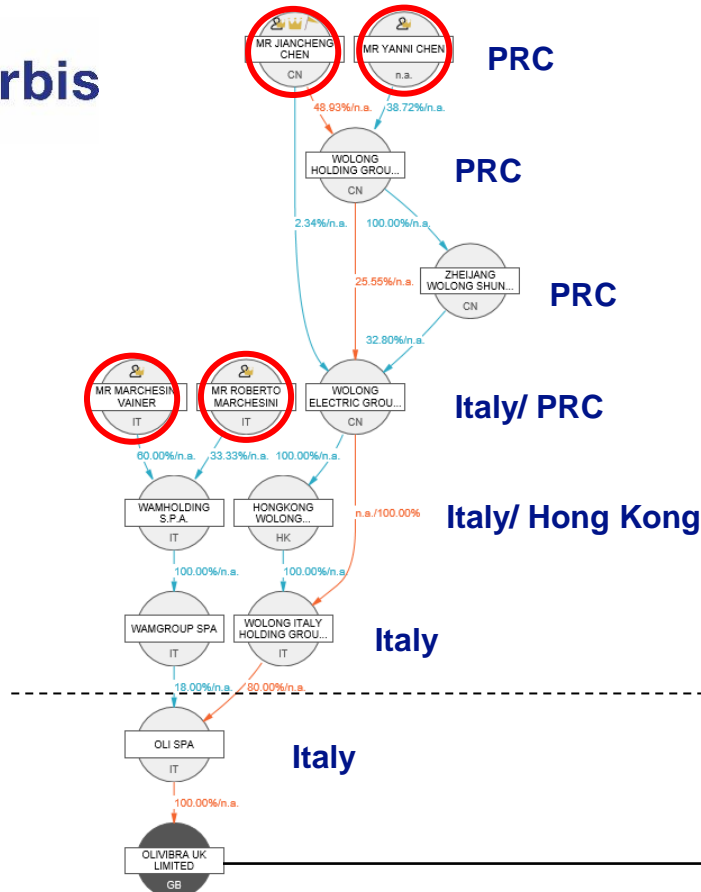 rbis
MR JIANCHENG
CHEN
CN
MR YANNI CHEN
n.a.
PRC
48.93%/n.a.
38.72%/n.a.
WOLONG
HOLDING GROU...
CN
PRC
2.34%/n.a.
100.00%/n.a.
25.55%/n.a.
ZHEIJANG
WOLONG SHUN...
CN
PRC
32.80%/n.a.
MR MARCHESINI
VAINER
IT
MR ROBERTO
MARCHESINI
IT
WOLONG
ELECTRIC GROU...
CN
Italy/ PRC
60.00%/n.a.
33.33%/n.a.
100.00%/n.a.
WAMHOLDING
S.P.A.
IT
HONGKONG
WOLONG...
HK
n.a./100.00%
Italy/ Hong Kong
100.00%/n.a.
100.00%/n.a.
WAMGROUP SPA
IT
WOLONG ITALY
HOLDING GROU...
IT
Italy
18.00%/n.a.
80.00%/n.a.
OLI SPA
IT
Italy
100.00%/n.a.
OLIVIBRA UK
LIMITED
GB